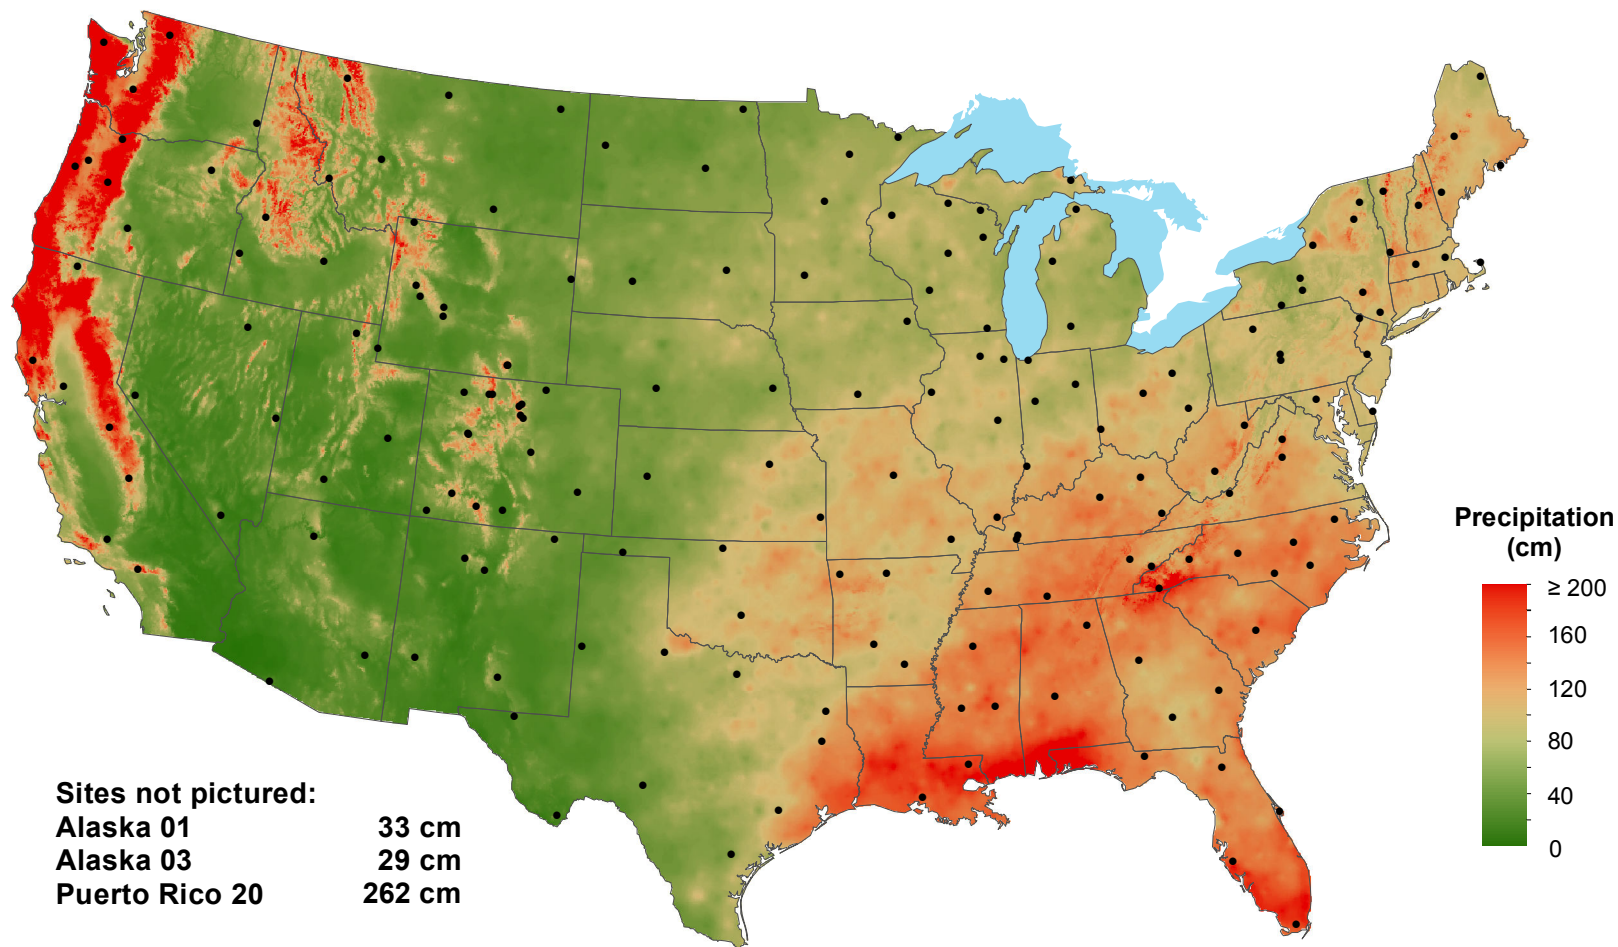 Precipitation
(cm)
≥ 200
160
120
80
40
0
Sites not pictured:
Alaska 01 33 cm
Alaska 03 29 cm
Puerto Rico 20 262 cm